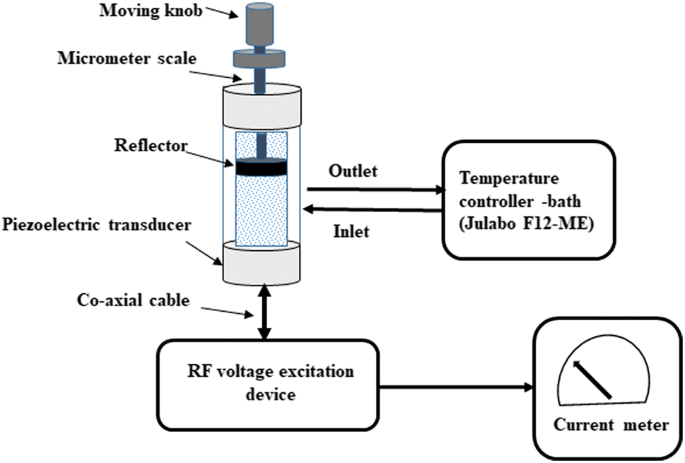 Moving knob
Micrometer scale
Reflector
Piezoelectric transducer
Co-axial cable
Outlet
Inlet
Temperature
controller -bath
(Julabo F12-ME)
RF voltage excitation
device
Current meter